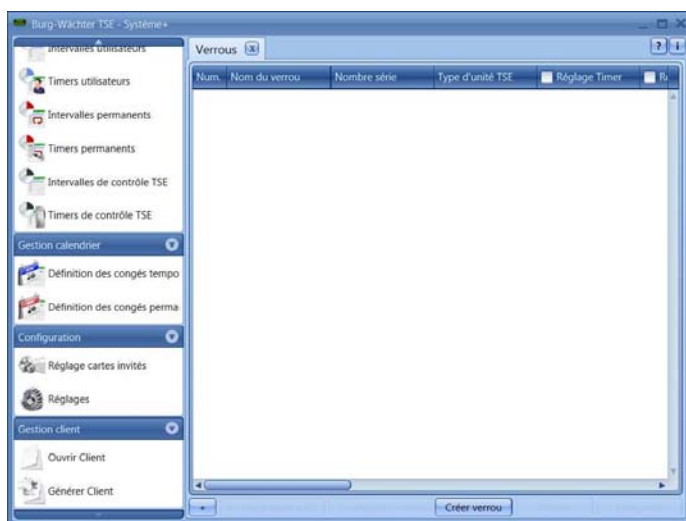 Burg-Wächter TSE - Système+
Intervalles utilisateurs
Timers utilisateurs
Intervalles permanents
Timers permanents
Intervalles de contrôle TSE
Timers de contrôle TSE
Gestion calendrier
Définition des congés tempo
Définition des congés perma
Configuration
Réglage cartes invités
Réglages
Gestion client
Ouvrir Client
Générer Client
Verrous x
? i
Num. Nom du verrou Nombre série Type d'unité TSE Réglage Timer
+ Créer verrou